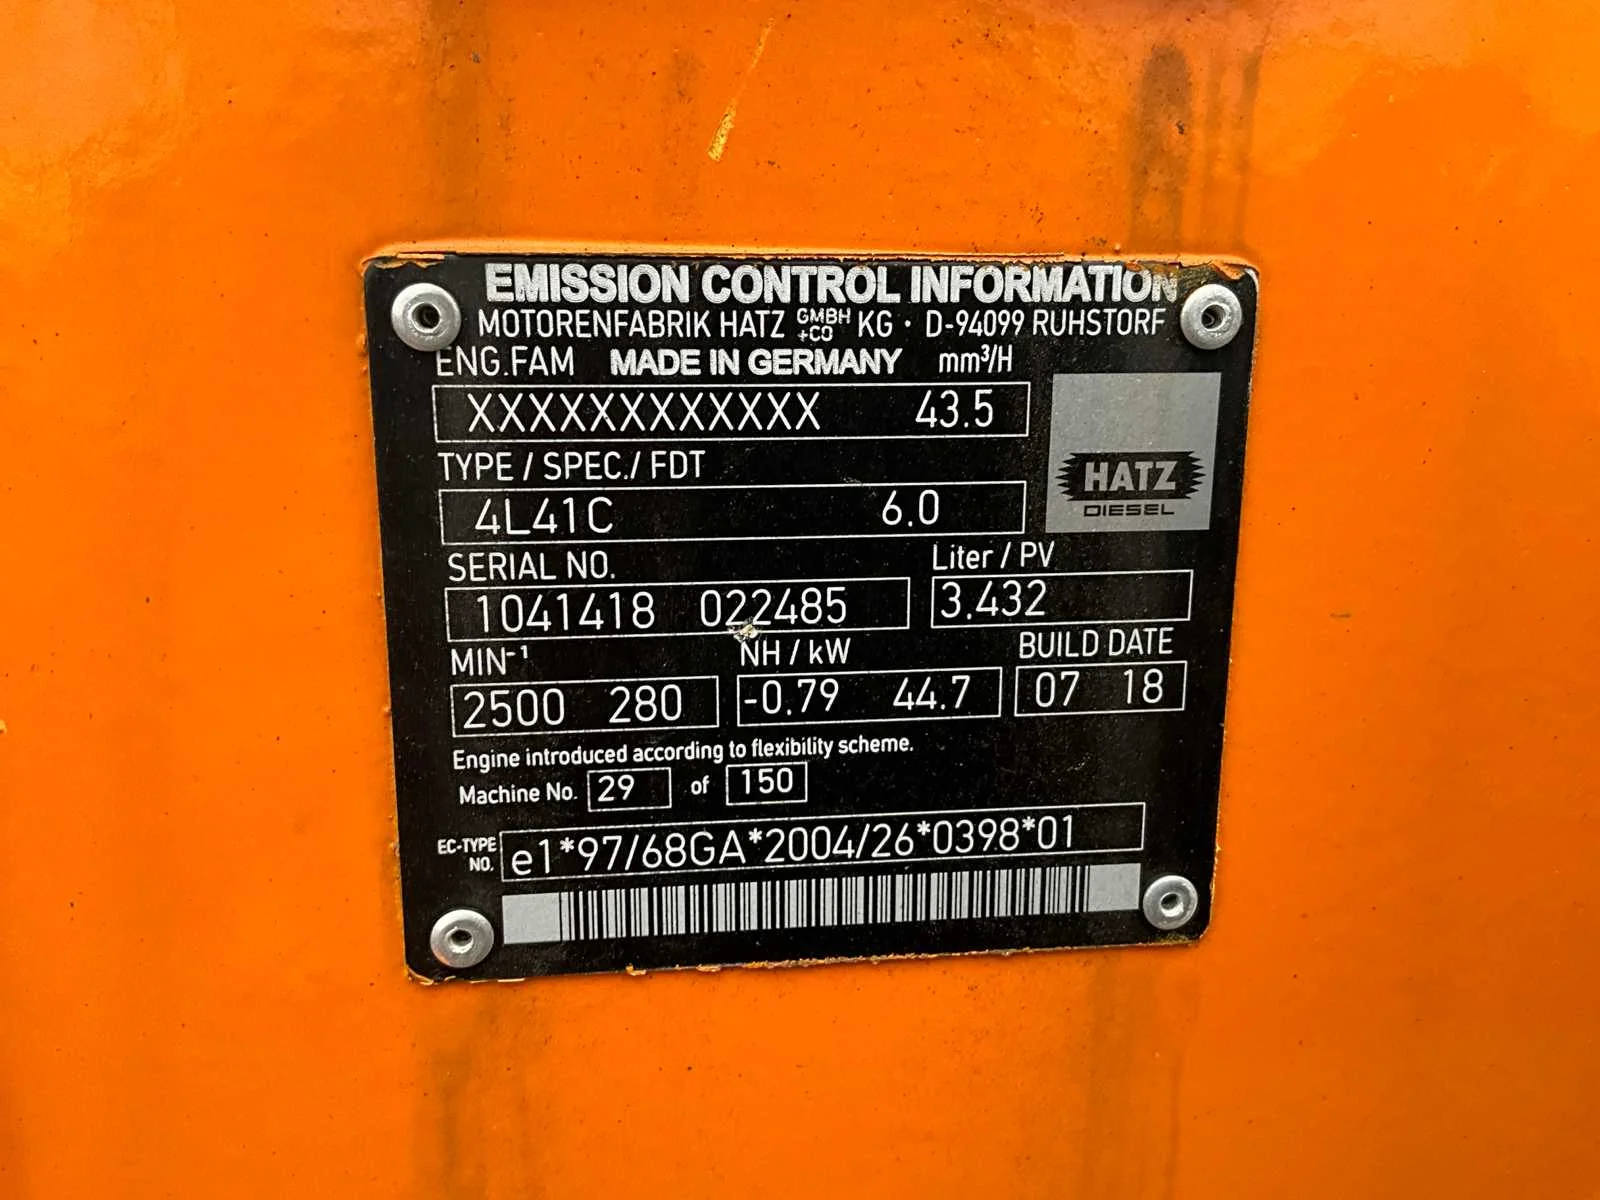 EMISSION CONTROL INFORMATION
MOTORENFABRIK HATZ GMBH +CO KG · D-94099 RUHSTORF
ENG.FAM MADE IN GERMANY mm³/H
XXXXXXXXXXXX 43.5
TYPE / SPEC./ FDT
4L41C 6.0
HATZ
DIESEL
SERIAL NO. Liter / PV
1041418 022485 3.432
MIN-¹ NH / kW BUILD DATE
2500 280 -0.79 44.7 07 18
Engine introduced according to flexibility scheme.
Machine No. 29 of 150
EC-TYPE NO. e1*97/68GA*2004/26*0398*01